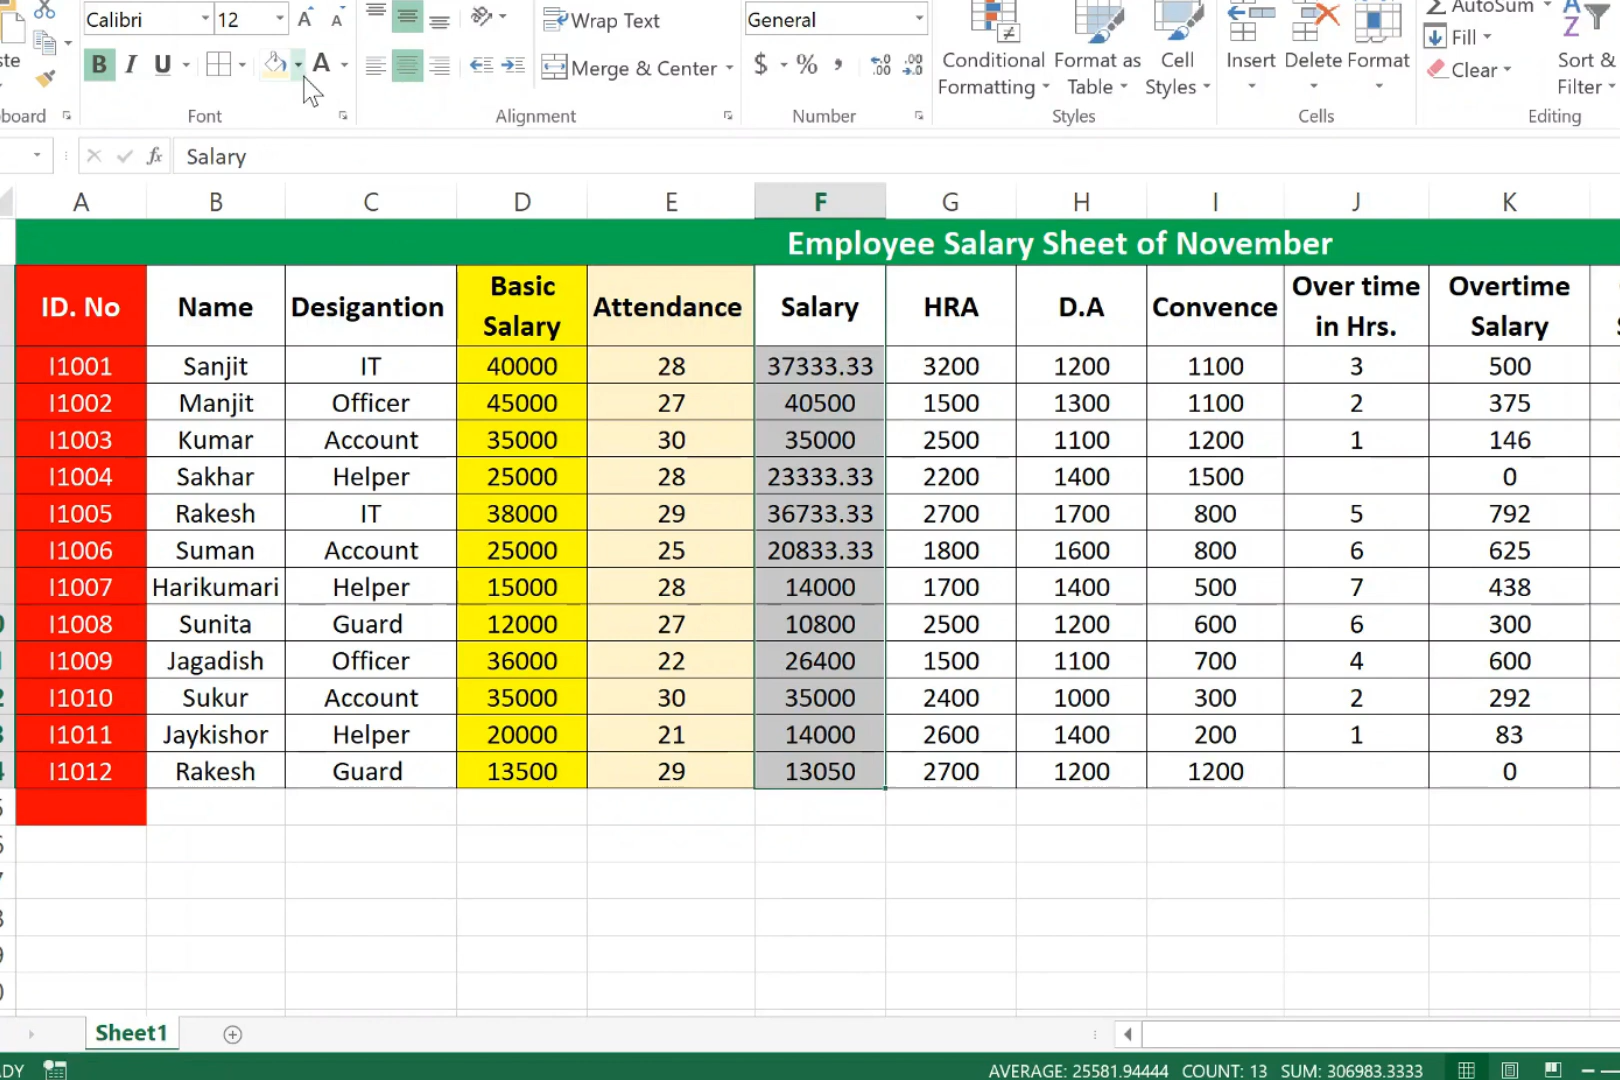 Calibri 12 A A Wrap Text General AutoSum
B I U A Merge & Center $ % , Conditional Formatting Format as Table Cell Styles Insert Delete Format Fill Clear Sort & Filter
Font Alignment Number Styles Cells Editing
fx Salary
A B C D E F G H I J K
Employee Salary Sheet of November
ID. No Name Desigantion Basic Salary Attendance Salary HRA D.A Convence Over time in Hrs. Overtime Salary
I1001 Sanjit IT 40000 28 37333.33 3200 1200 1100 3 500
I1002 Manjit Officer 45000 27 40500 1500 1300 1100 2 375
I1003 Kumar Account 35000 30 35000 2500 1100 1200 1 146
I1004 Sakhar Helper 25000 28 23333.33 2200 1400 1500 0
I1005 Rakesh IT 38000 29 36733.33 2700 1700 800 5 792
I1006 Suman Account 25000 25 20833.33 1800 1600 800 6 625
I1007 Harikumari Helper 15000 28 14000 1700 1400 500 7 438
I1008 Sunita Guard 12000 27 10800 2500 1200 600 6 300
I1009 Jagadish Officer 36000 22 26400 1500 1100 700 4 600
I1010 Sukur Account 35000 30 35000 2400 1000 300 2 292
I1011 Jaykishor Helper 20000 21 14000 2600 1400 200 1 83
I1012 Rakesh Guard 13500 29 13050 2700 1200 1200 0
Sheet1
AVERAGE: 25581.94444 COUNT: 13 SUM: 306983.3333